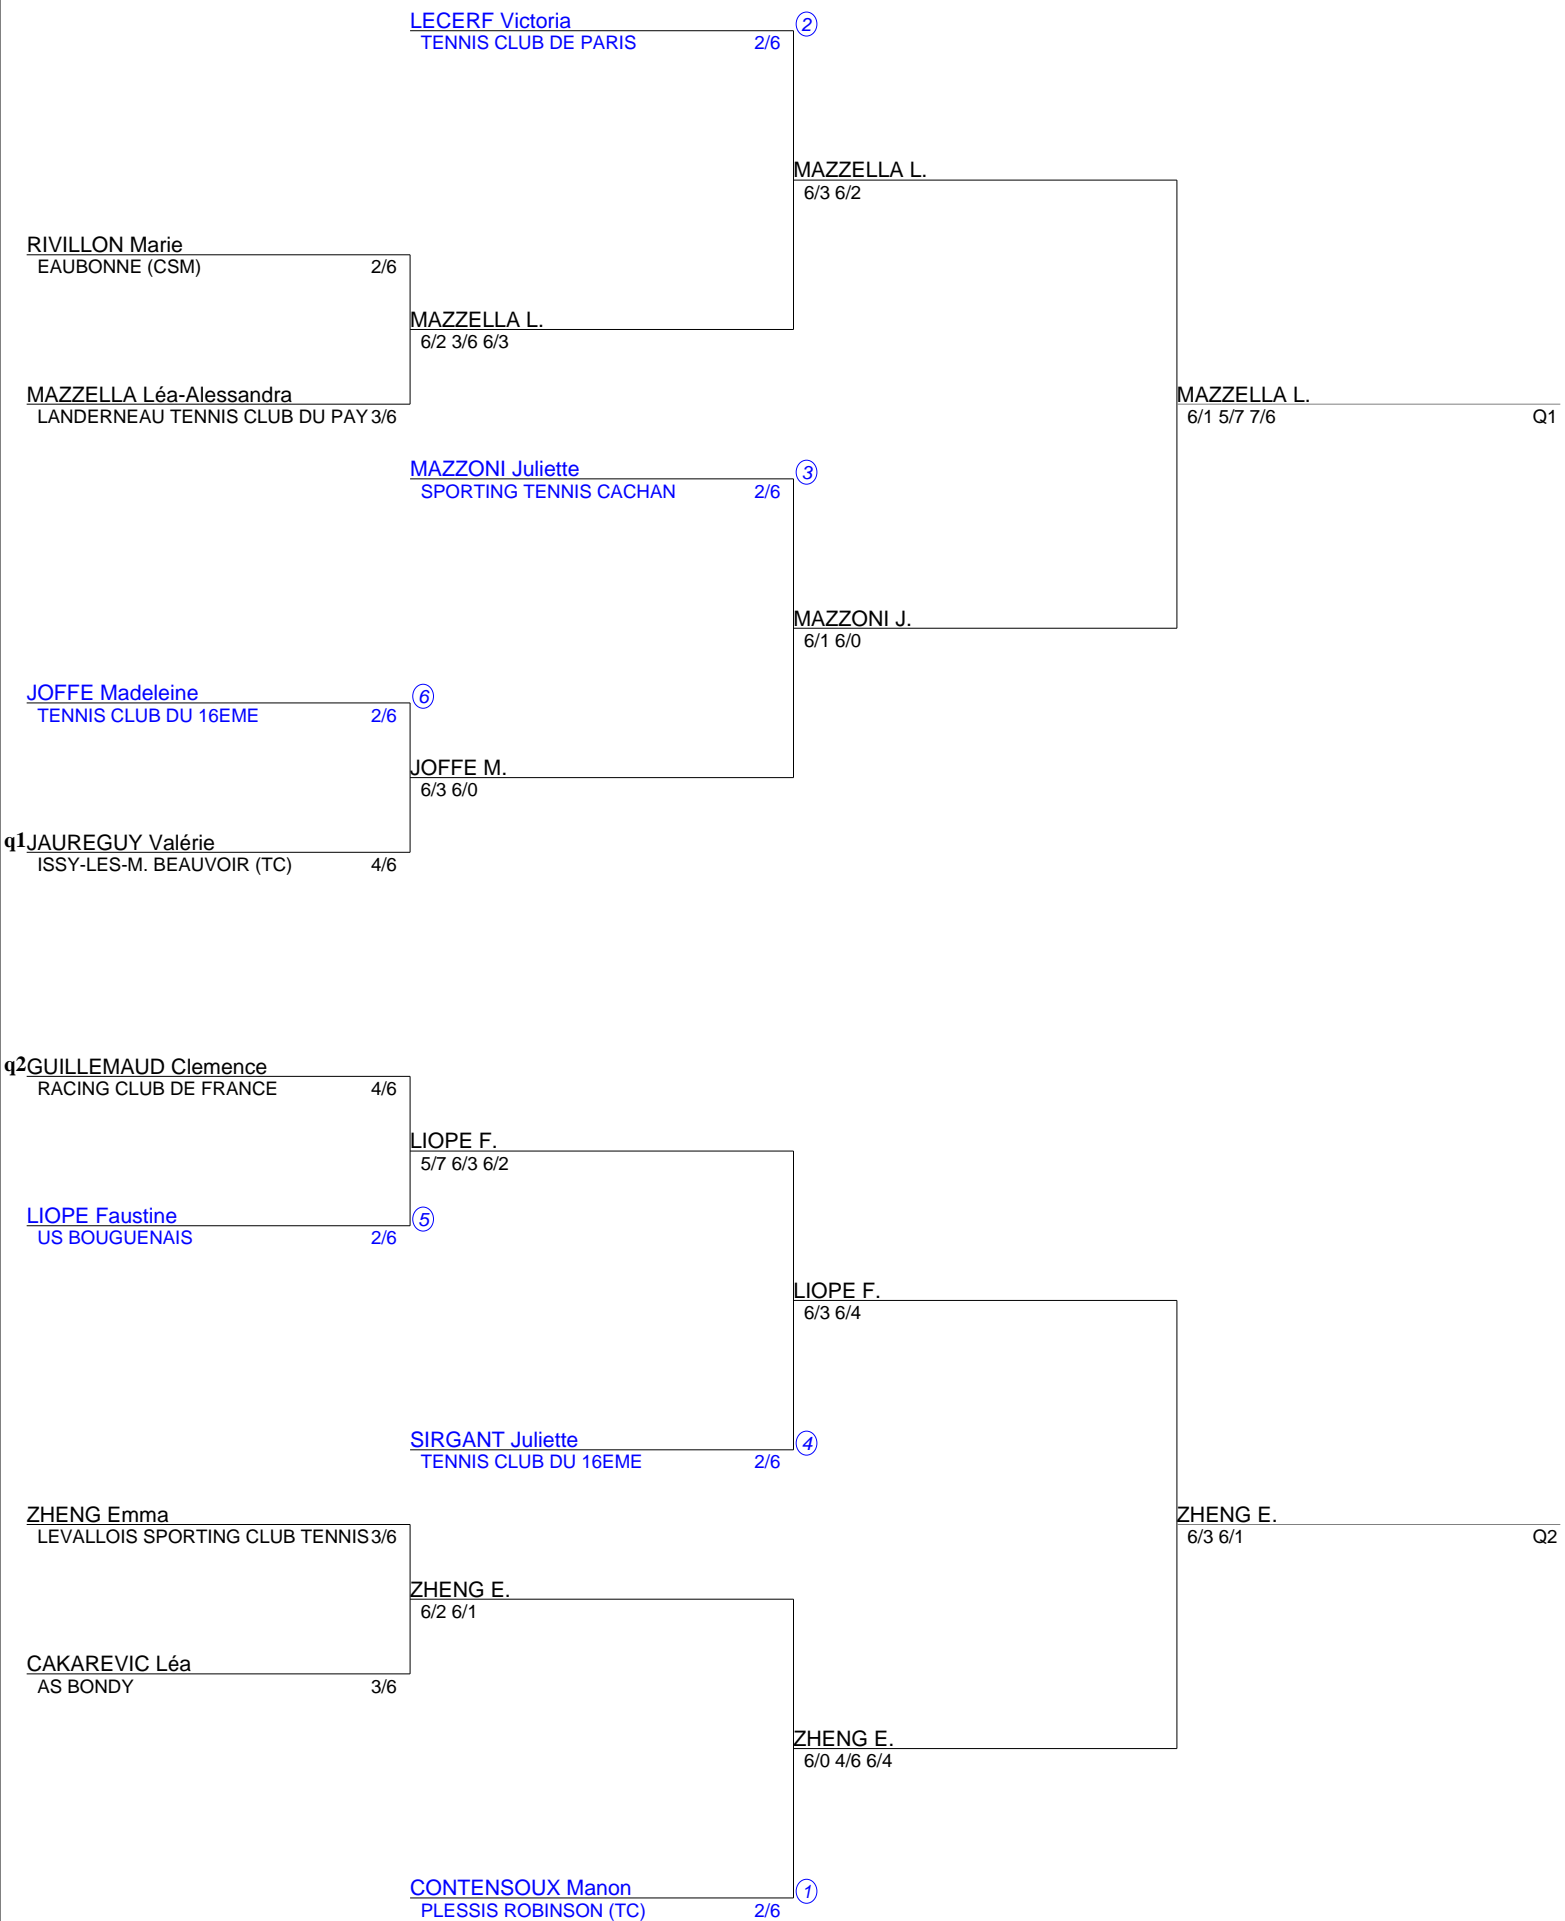 LECERF Victoria 2
TENNIS CLUB DE PARIS 2/6
MAZZELLA L.
6/3 6/2
RIVILLON Marie
EAUBONNE (CSM) 2/6
MAZZELLA L.
6/2 3/6 6/3
MAZZELLA Léa-Alessandra
LANDERNEAU TENNIS CLUB DU PAY 3/6
MAZZELLA L.
6/1 5/7 7/6 Q1
MAZZONI Juliette 3
SPORTING TENNIS CACHAN 2/6
MAZZONI J.
6/1 6/0
JOFFE Madeleine 6
TENNIS CLUB DU 16EME 2/6
JOFFE M.
6/3 6/0
q1 JAUREGUY Valérie
ISSY-LES-M. BEAUVOIR (TC) 4/6
q2 GUILLEMAUD Clemence
RACING CLUB DE FRANCE 4/6
LIOPE F.
5/7 6/3 6/2
LIOPE Faustine 5
US BOUGUENAIS 2/6
LIOPE F.
6/3 6/4
SIRGANT Juliette 4
TENNIS CLUB DU 16EME 2/6
ZHENG Emma
LEVALLOIS SPORTING CLUB TENNIS 3/6
ZHENG E.
6/3 6/1 Q2
ZHENG E.
6/2 6/1
CAKAREVIC Léa
AS BONDY 3/6
ZHENG E.
6/0 4/6 6/4
CONTENSOUX Manon 1
PLESSIS ROBINSON (TC) 2/6